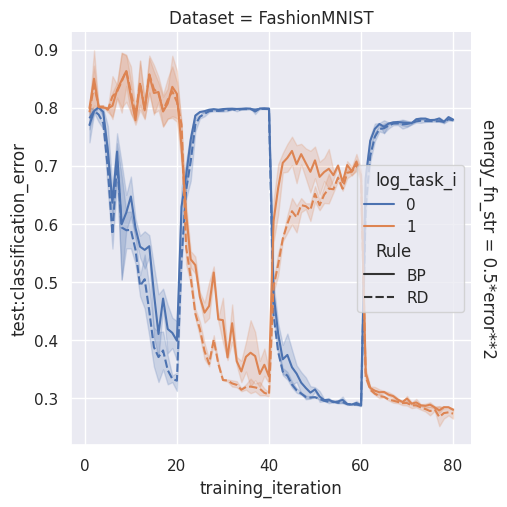 Dataset = FashionMNIST
test:classification_error
0.9
0.8
0.7
0.6
0.5
0.4
0.3
0
20
40
60
80
training_iteration
log_task_i
0
1
Rule
BP
RD
energy_fn_str = 0.5*error**2